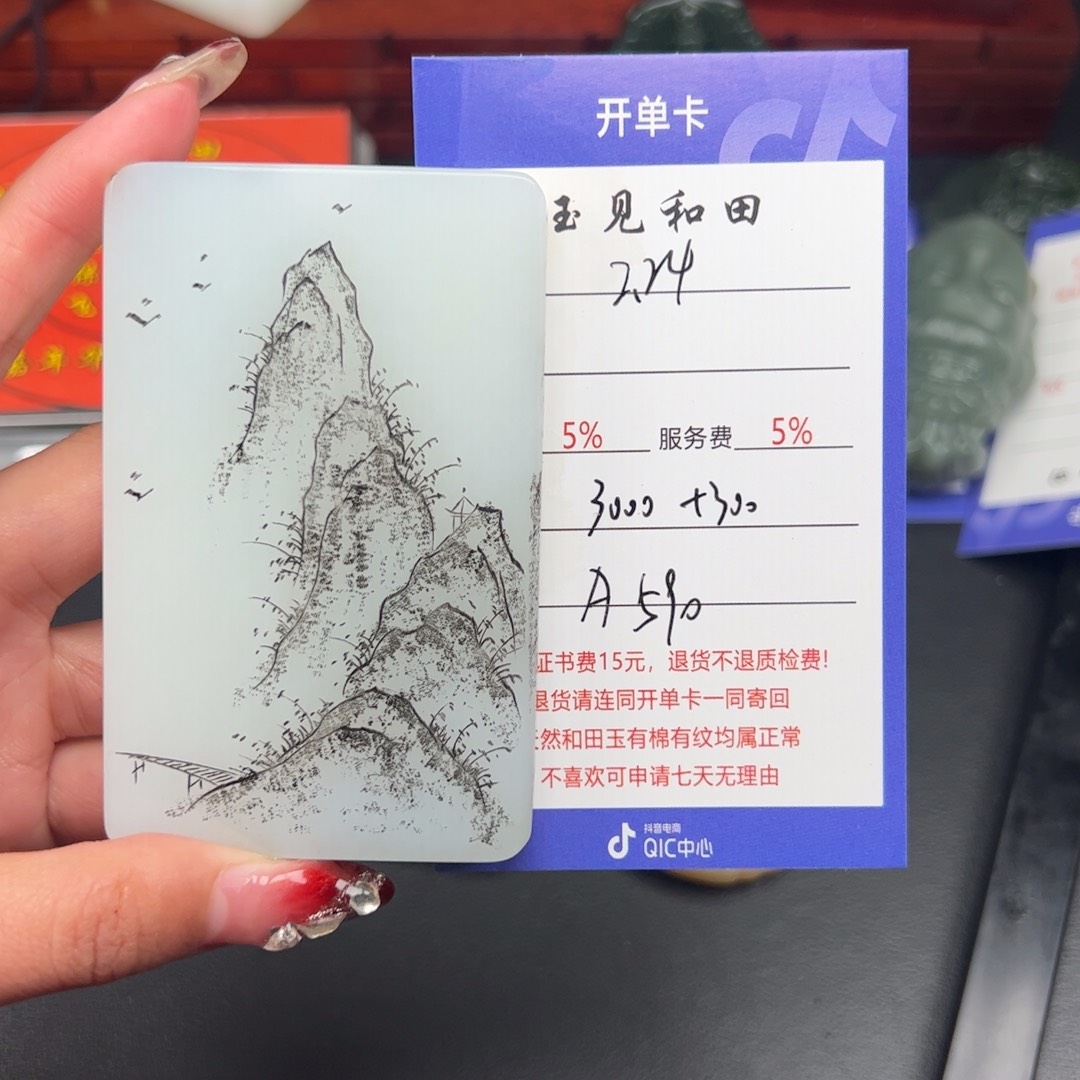 开单卡
玉见和田
2.24
5% 服务费 5%
3000 +300
A 590
证书费15元，退货不退质检费!
退货请连同开单卡一同寄回
天然和田玉有棉有纹均属正常
不喜欢可申请七天无理由
抖音电商
QIC中心